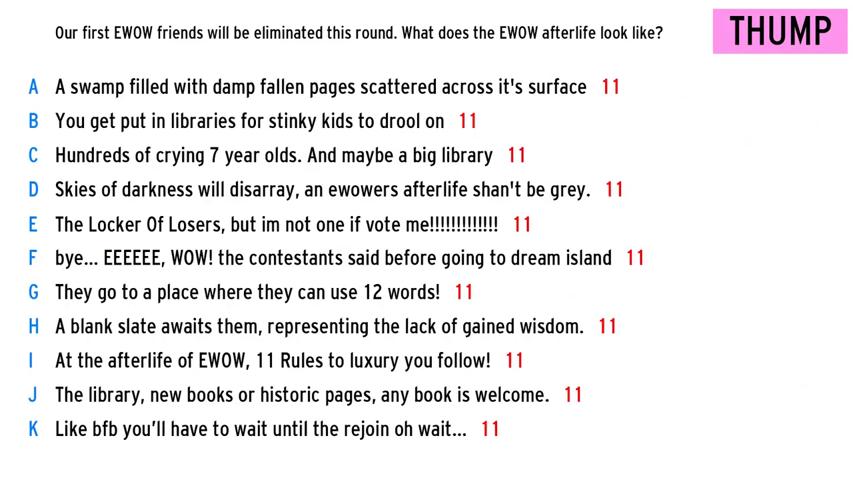 Our first EWOW friends will be eliminated this round. What does the EWOW afterlife look like?
THUMP
A A swamp filled with damp fallen pages scattered across it's surface 11
B You get put in libraries for stinky kids to drool on 11
C Hundreds of crying 7 year olds. And maybe a big library 11
D Skies of darkness will disarray, an ewowers afterlife shan't be grey. 11
E The Locker Of Losers, but im not one if vote me!!!!!!!!!!!!! 11
F bye... EEEEEE, WOW! the contestants said before going to dream island 11
G They go to a place where they can use 12 words! 11
H A blank slate awaits them, representing the lack of gained wisdom. 11
I At the afterlife of EWOW, 11 Rules to luxury you follow! 11
J The library, new books or historic pages, any book is welcome. 11
K Like bfb you'll have to wait until the rejoin oh wait... 11